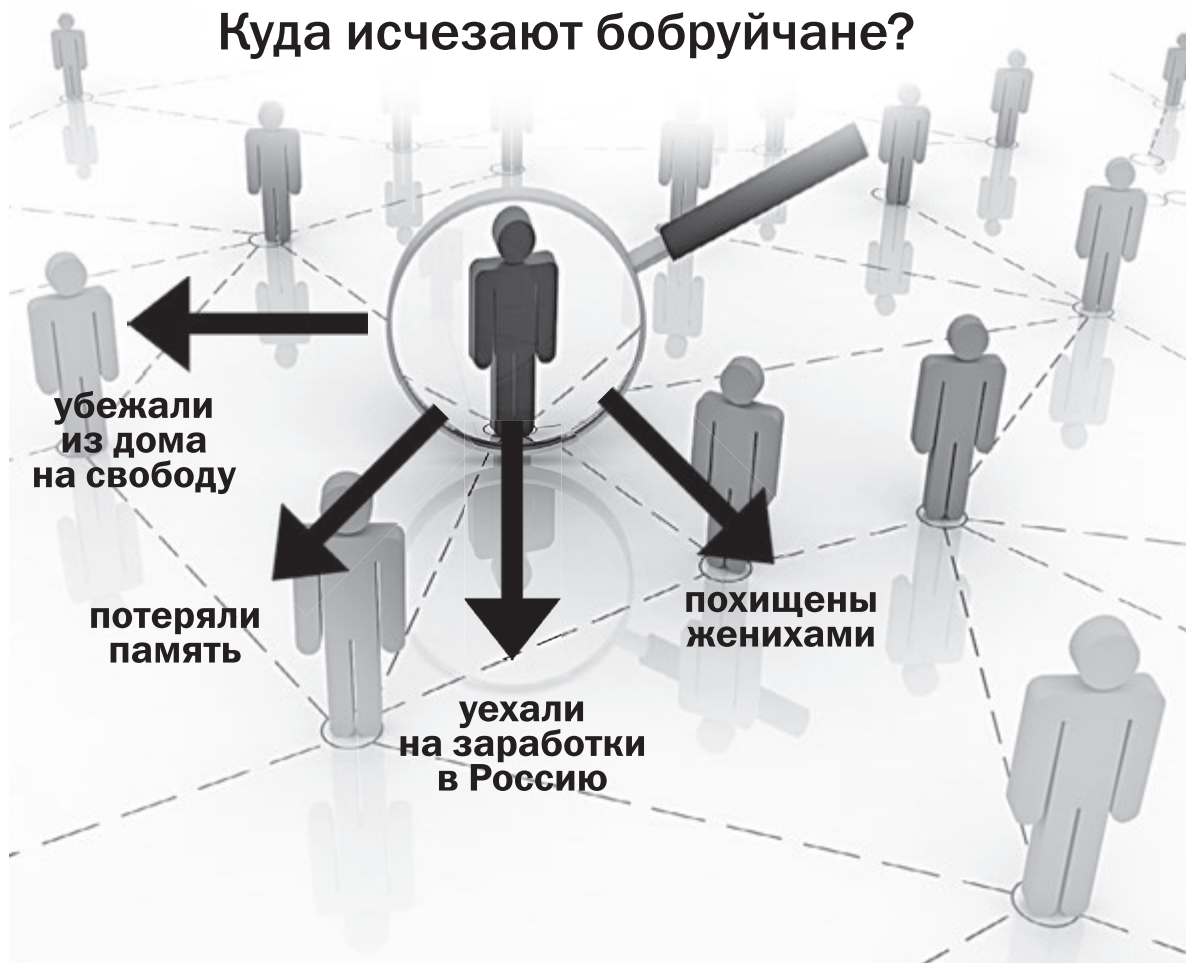 Куда исчезают бобруйчане?
убежали
из дома
на свободу
потеряли
память
уехали
на заработки
в Россию
похищены
женихами